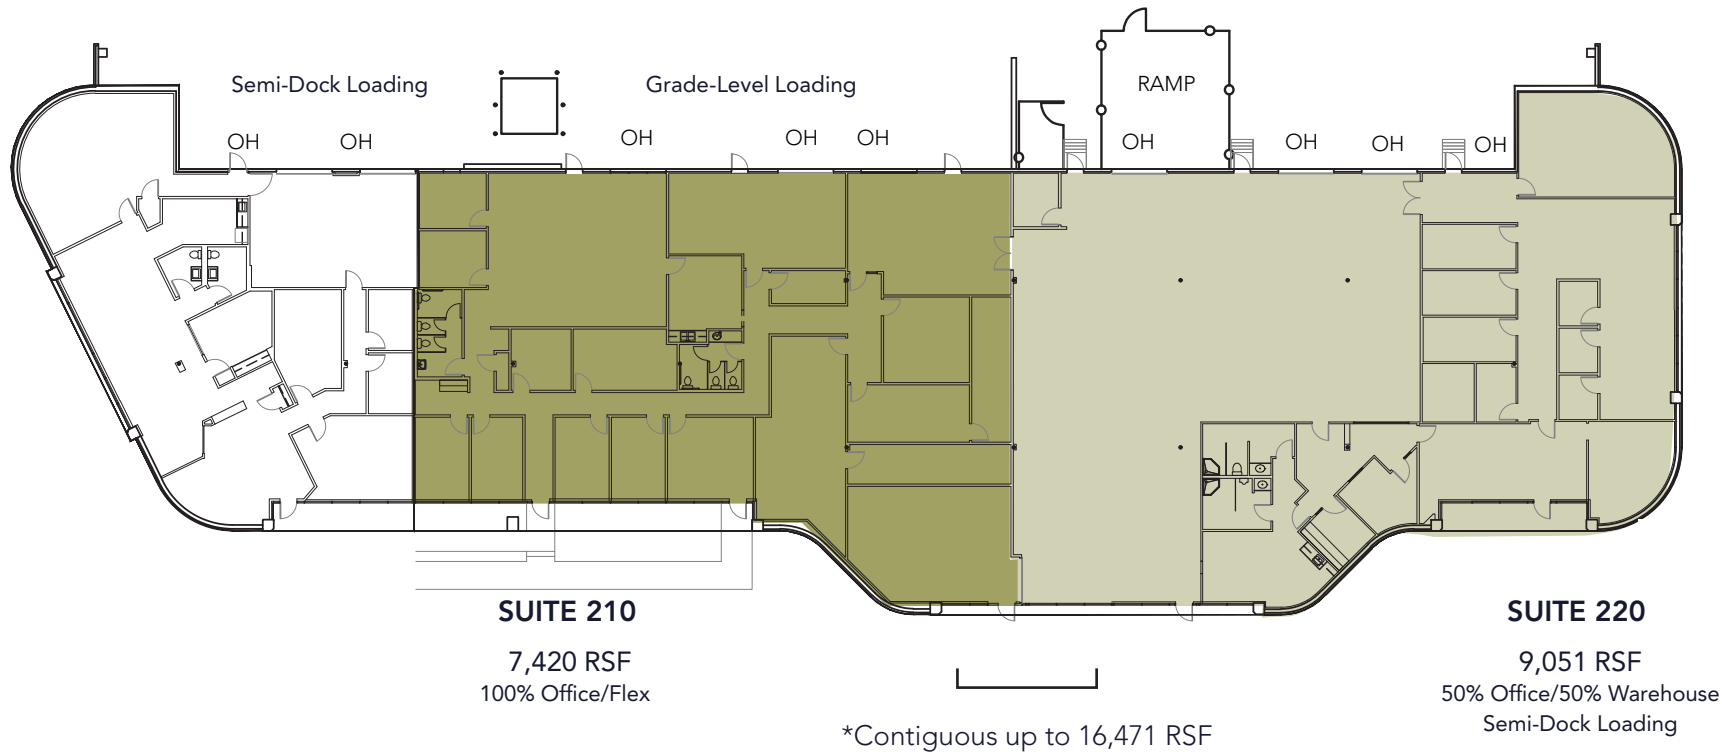 Semi-Dock Loading
Grade-Level Loading
RAMP
OH
OH
OH
OH
OH
OH
OH
OH
OH
SUITE 210
7,420 RSF
100% Office/Flex
SUITE 220
9,051 RSF
50% Office/50% Warehouse
Semi-Dock Loading
*Contiguous up to 16,471 RSF